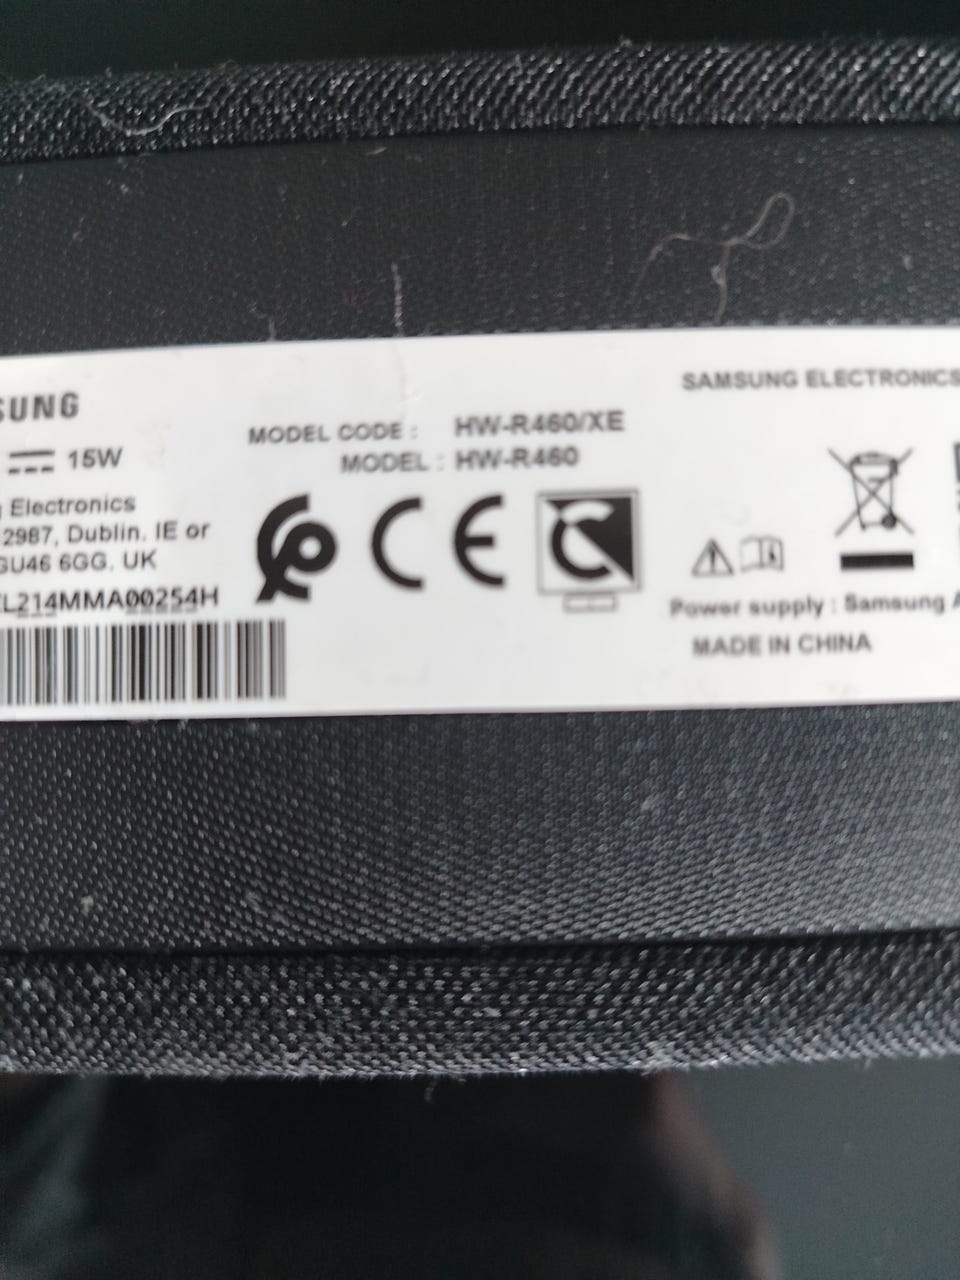 SUNG
15W
Electronics
2987, Dublin. IE or
GU46 6GG. UK
L214MMA00254H
MODEL CODE : HW-R460/XE
MODEL : HW-R460
CE
SAMSUNG ELECTRONICS
Power supply : Samsung A
MADE IN CHINA